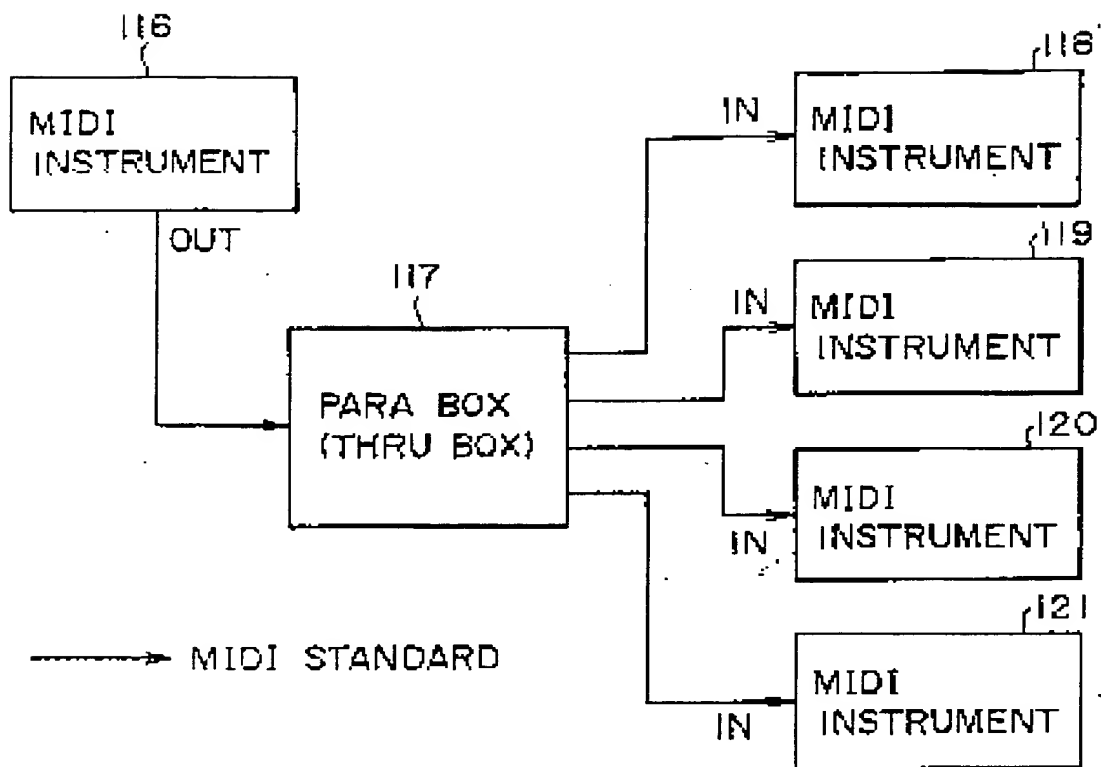 116
MIDI
INSTRUMENT
OUT
117
PARA BOX
(THRU BOX)
118
IN
MIDI
INSTRUMENT
119
IN
MIDI
INSTRUMENT
120
IN
MIDI
INSTRUMENT
121
IN
MIDI
INSTRUMENT
MIDI STANDARD